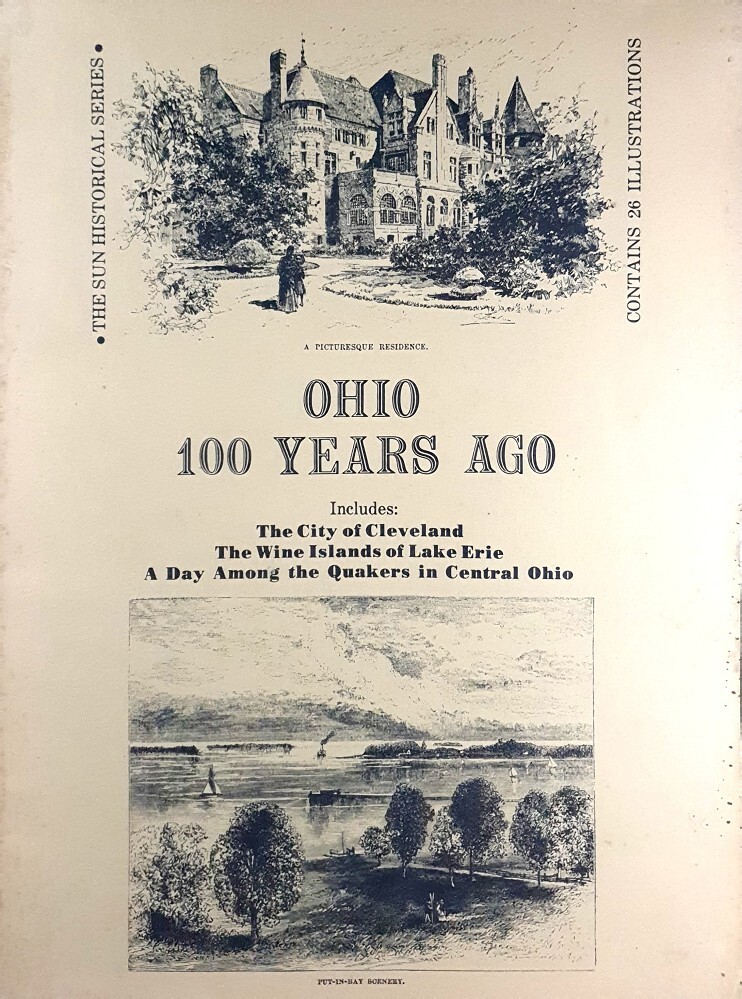 • THE SUN HISTORICAL SERIES •
CONTAINS 26 ILLUSTRATIONS
A PICTURESQUE RESIDENCE.
OHIO
100 YEARS AGO
Includes:
The City of Cleveland
The Wine Islands of Lake Erie
A Day Among the Quakers in Central Ohio
PUT-IN-BAY SCENERY.